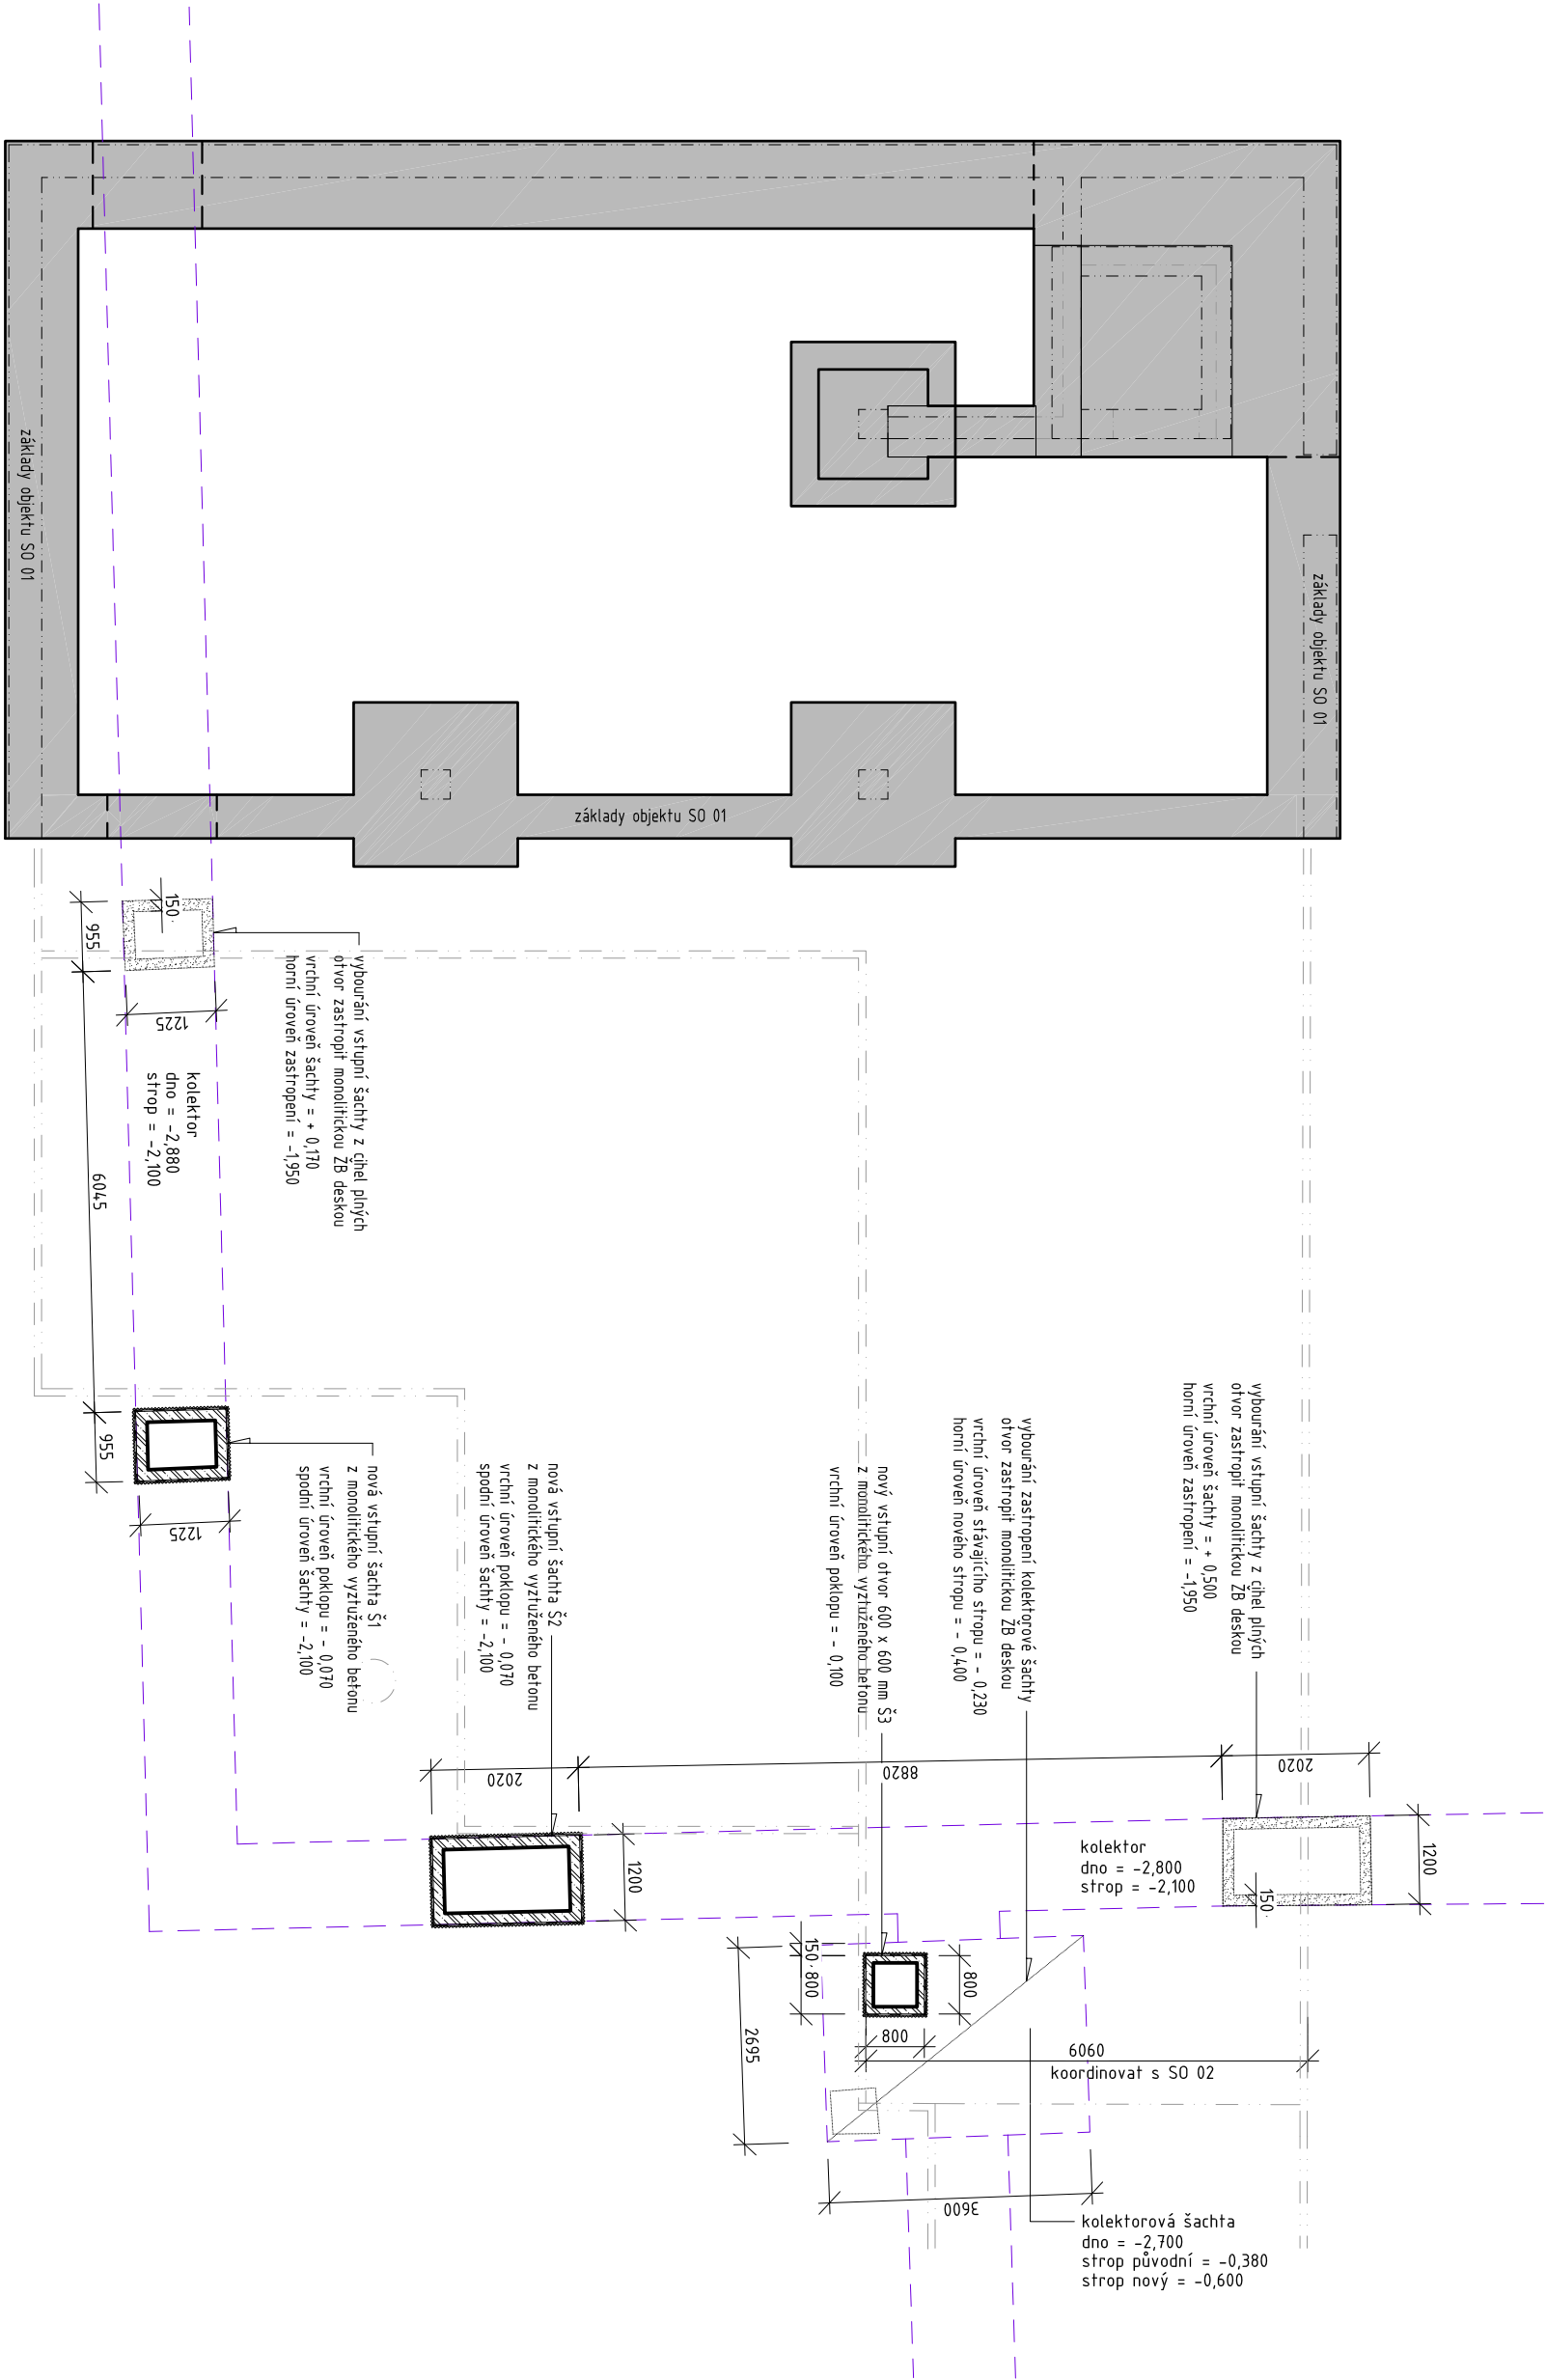 základy objektu SO 01
základy objektu SO 01
základy objektu SO 01
150
955
1225
6045
955
1225
vybourání vstupní šachty z cihel plných
otvor zastropit monolitickou ŽB deskou
vrchní úroveň šachty = + 0,170
horní úroveň zastropení = -1,950
kolektor
dno = -2,880
strop = -2,100
nová vstupní šachta Š1
z monolitického vyztuženého betonu
vrchní úroveň poklopu = - 0,070
spodní úroveň šachty = -2,100
nová vstupní šachta Š2
z monolitického vyztuženého betonu
vrchní úroveň poklopu = - 0,070
spodní úroveň šachty = -2,100
nový vstupní otvor 600 x 600 mm Š3
z monolitického vyztuženého betonu
vrchní úroveň poklopu = - 0,100
vybourání zastropení kolektorové šachty
otvor zastropit monolitickou ŽB deskou
vrchní úroveň stávajícího stropu = - 0,230
horní úroveň nového stropu = - 0,400
vybourání vstupní šachty z cihel plných
otvor zastropit monolitickou ŽB deskou
vrchní úroveň šachty = + 0,500
horní úroveň zastropení = -1,950
2020
8820
2020
1200
1200
150
kolektor
dno = -2,800
strop = -2,100
150
800
800
800
2695
6060
koordinovat s SO 02
3600
kolektorová šachta
dno = -2,700
strop původní = -0,380
strop nový = -0,600